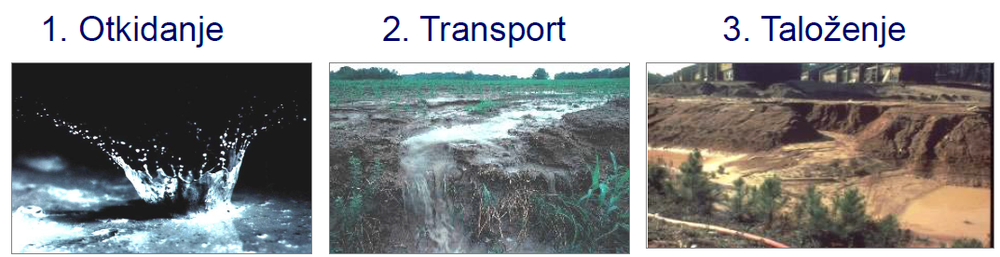 1. Otkidanje
2. Transport
3. Taloženje